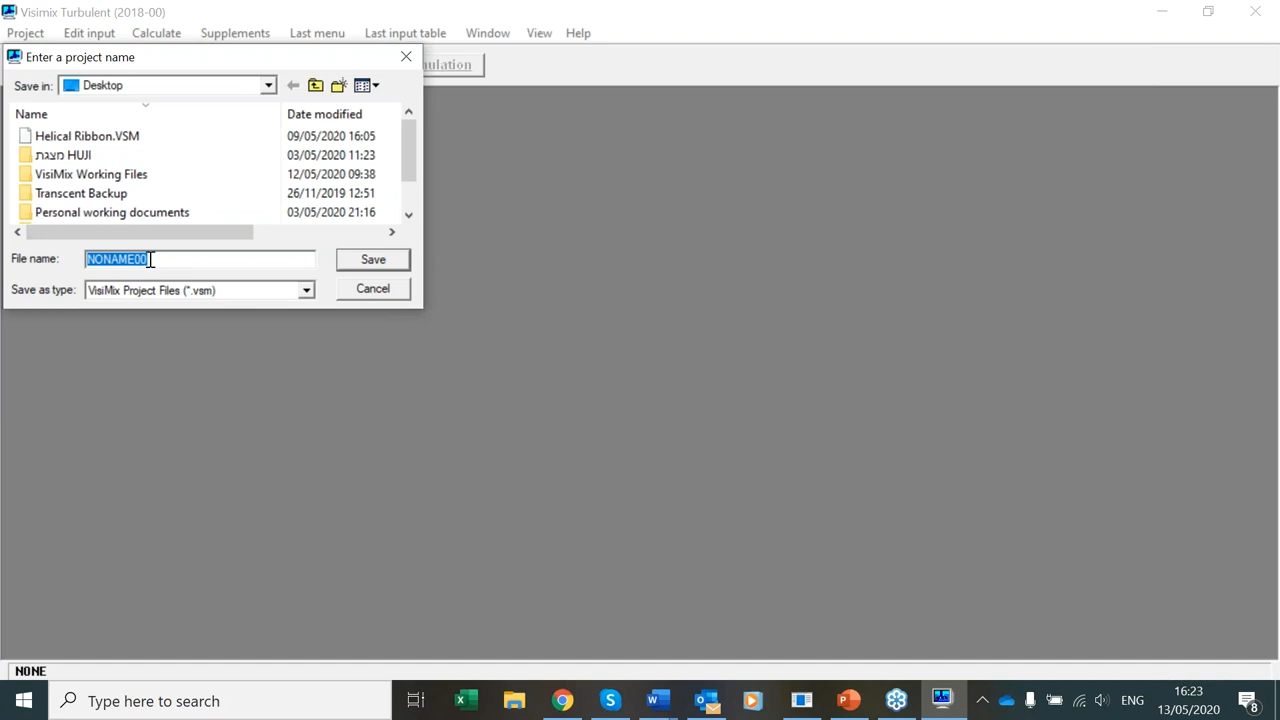 Visimix Turbulent (2018-00)
Project Edit input Calculate Supplements Last menu Last input table Window View Help
Enter a project name
Save in: Desktop
Name Date modified
Helical Ribbon.VSM 09/05/2020 16:05
מצגת HUJI 03/05/2020 11:23
VisiMix Working Files 12/05/2020 09:38
Transcent Backup 26/11/2019 12:51
Personal working documents 03/05/2020 21:16
File name: NONAME00 Save
Save as type: VisiMix Project Files (*.vsm) Cancel
NONE
Type here to search
ENG
16:23
13/05/2020
8